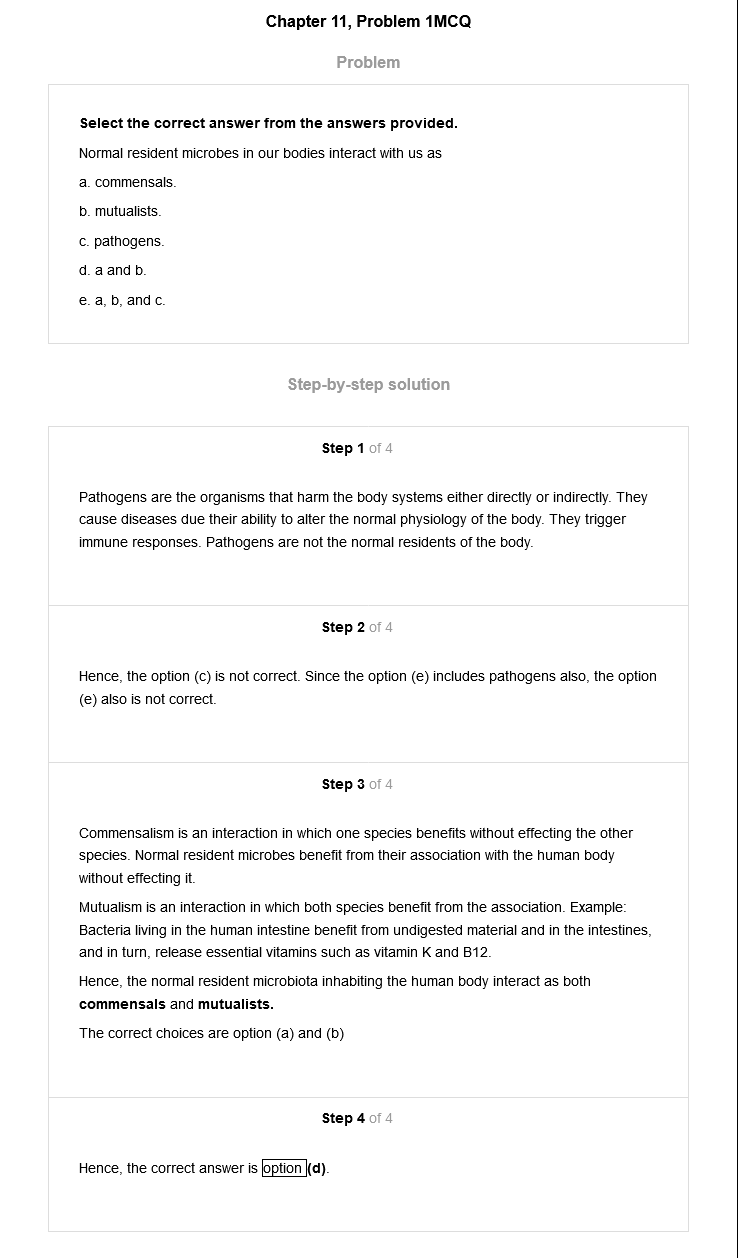 Chapter 11, Problem 1MCQ
Problem
Select the correct answer from the answers provided.
Normal resident microbes in our bodies interact with us as
a. commensals.
b. mutualists.
c. pathogens.
d. a and b.
e. a, b, and c.
Step-by-step solution
Step 1 of 4
Pathogens are the organisms that harm the body systems either directly or indirectly. They
cause diseases due their ability to alter the normal physiology of the body. They trigger
immune responses. Pathogens are not the normal residents of the body.
Step 2 of 4
Hence, the option (c) is not correct. Since the option (e) includes pathogens also, the option
(e) also is not correct.
Step 3 of 4
Commensalism is an interaction in which one species benefits without effecting the other
species. Normal resident microbes benefit from their association with the human body
without effecting it.
Mutualism is an interaction in which both species benefit from the association. Example:
Bacteria living in the human intestine benefit from undigested material and in the intestines,
and in turn, release essential vitamins such as vitamin K and B12.
Hence, the normal resident microbiota inhabiting the human body interact as both
commensals and mutualists.
The correct choices are option (a) and (b)
Step 4 of 4
Hence, the correct answer is option (d).